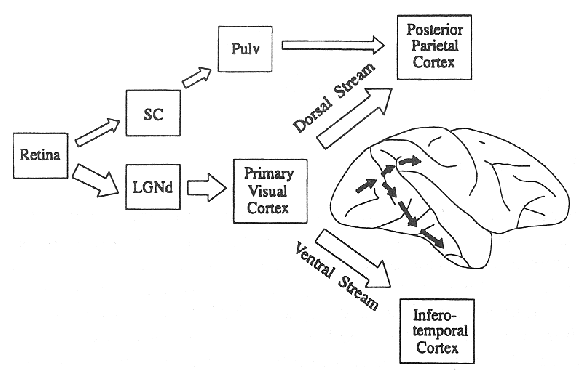 Pulv
Posterior
Parietal
Cortex
SC
Dorsal Stream
Retina
LGNd
Primary
Visual
Cortex
Ventral Stream
Infero-
temporal
Cortex